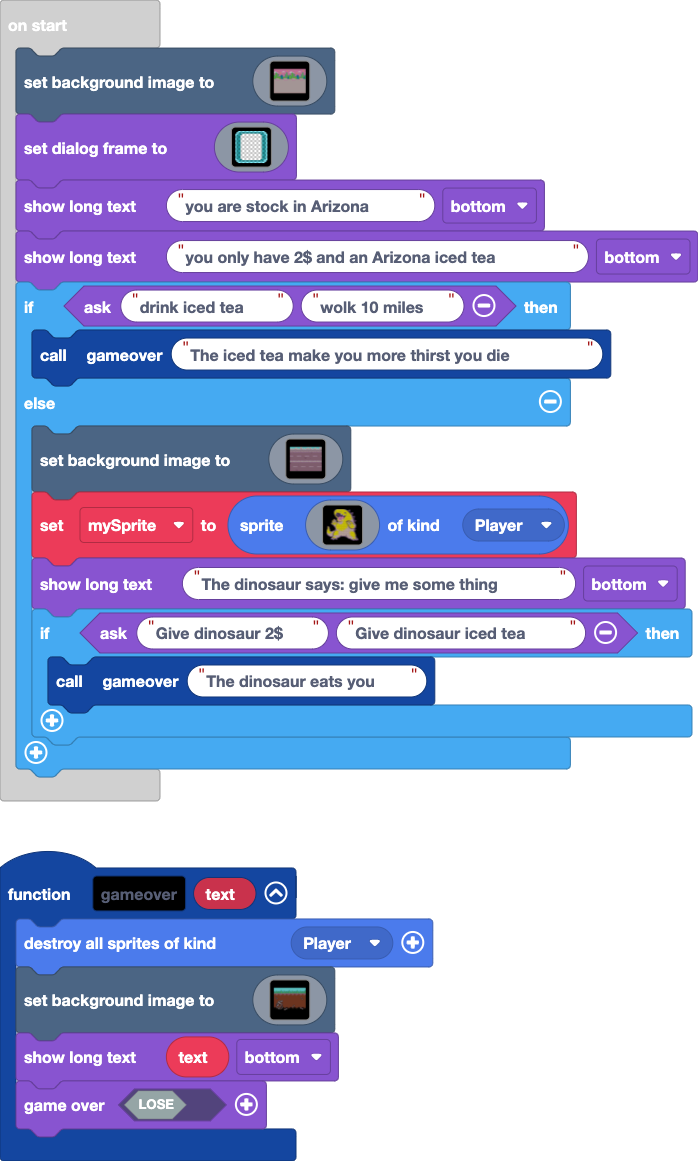 on start
set background image to
set dialog frame to
show long text "you are stock in Arizona" bottom
show long text "you only have 2$ and an Arizona iced tea" bottom
if ask "drink iced tea" "wolk 10 miles" then
call gameover "The iced tea make you more thirst you die"
else
set background image to
set mySprite to sprite of kind Player
show long text "The dinosaur says: give me some thing" bottom
if ask "Give dinosaur 2$" "Give dinosaur iced tea" then
call gameover "The dinosaur eats you"
function gameover text
destroy all sprites of kind Player
set background image to
show long text text bottom
game over LOSE